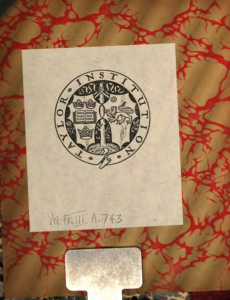 TAYLOR · INSTITUTION ·
Vet. Fr. III A. 743